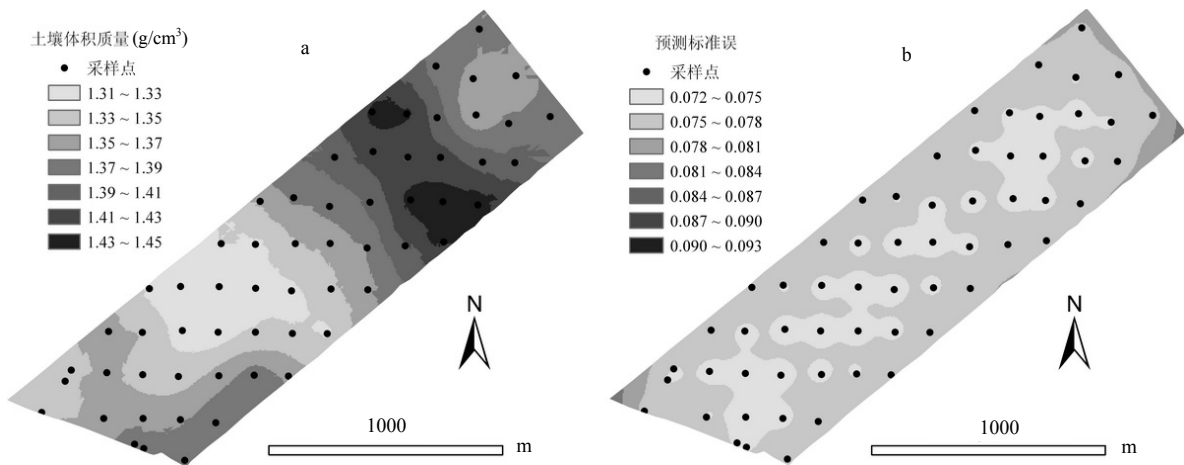 土壤体积质量 (g/cm³)
a
采样点
1.31 ~ 1.33
1.33 ~ 1.35
1.35 ~ 1.37
1.37 ~ 1.39
1.39 ~ 1.41
1.41 ~ 1.43
1.43 ~ 1.45
N
1000
m
预测标准误
b
采样点
0.072 ~ 0.075
0.075 ~ 0.078
0.078 ~ 0.081
0.081 ~ 0.084
0.084 ~ 0.087
0.087 ~ 0.090
0.090 ~ 0.093
N
1000
m